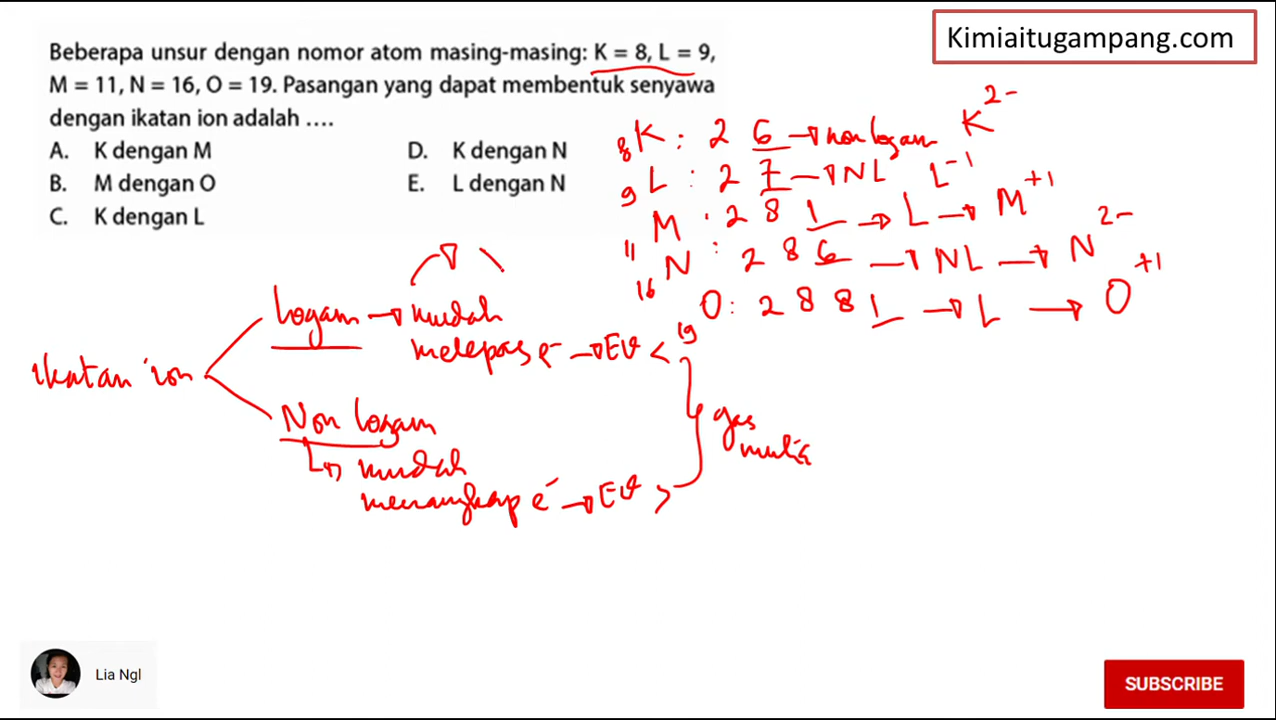 Kimiaitugampang.com
Beberapa unsur dengan nomor atom masing-masing: K = 8, L = 9,
M = 11, N = 16, O = 19. Pasangan yang dapat membentuk senyawa
dengan ikatan ion adalah ....
A. K dengan M
B. M dengan O
C. K dengan L
D. K dengan N
E. L dengan N
8K : 2 6 → non logam K2-
9L : 2 7 → NL L-1
11M : 2 8 1 → L → M+1
16N : 2 8 6 → NL → N2-
19O : 2 8 8 1 → L → O+1
Ikatan ion
Logam → mudah
melepas e- → EV <
Non logam
↳ mudah
menangkap e- → EV >
gas
mulia
Lia Ngl
SUBSCRIBE